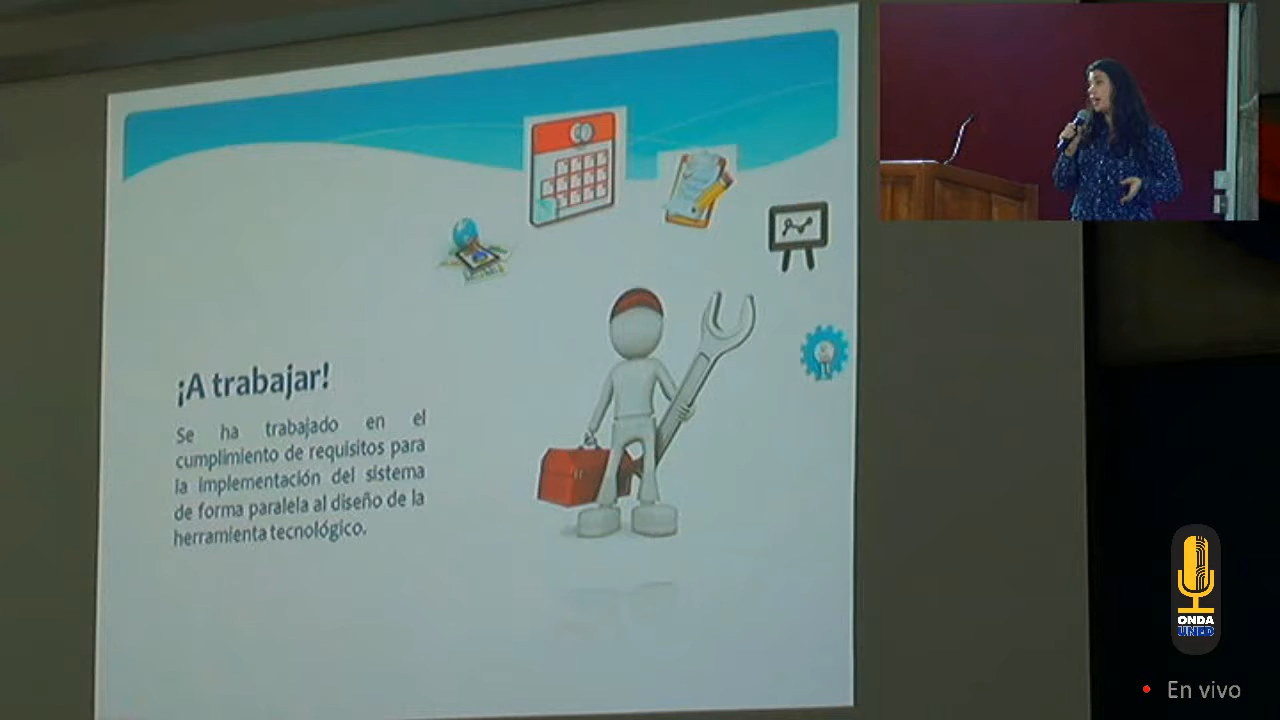 ¡A trabajar!
Se ha trabajado en el
cumplimiento de requisitos para
la implementación del sistema
de forma paralela al diseño de la
herramienta tecnológico.
ONDA
UNED
• En vivo